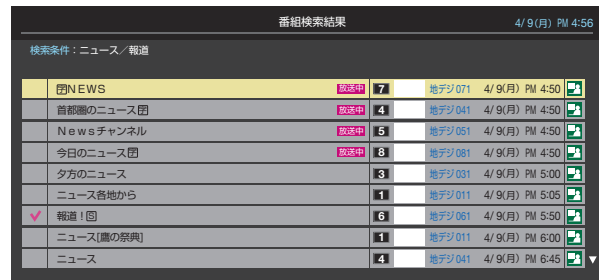 番組検索結果 4/ 9(月) PM 4:56
検索条件：ニュース／報道
🈑NEWS 放送中 7 地デジ071 4/ 9(月) PM 4:50
首都圏のニュース🈑 放送中 4 地デジ041 4/ 9(月) PM 4:50
Newsチャンネル 放送中 5 地デジ051 4/ 9(月) PM 4:50
今日のニュース🈑 放送中 8 地デジ081 4/ 9(月) PM 4:50
夕方のニュース 3 地デジ031 4/ 9(月) PM 5:00
ニュース各地から 1 地デジ011 4/ 9(月) PM 5:05
報道！🅂 6 地デジ061 4/ 9(月) PM 5:50
ニュース[鷹の祭典] 1 地デジ011 4/ 9(月) PM 6:00
ニュース 4 地デジ041 4/ 9(月) PM 6:45